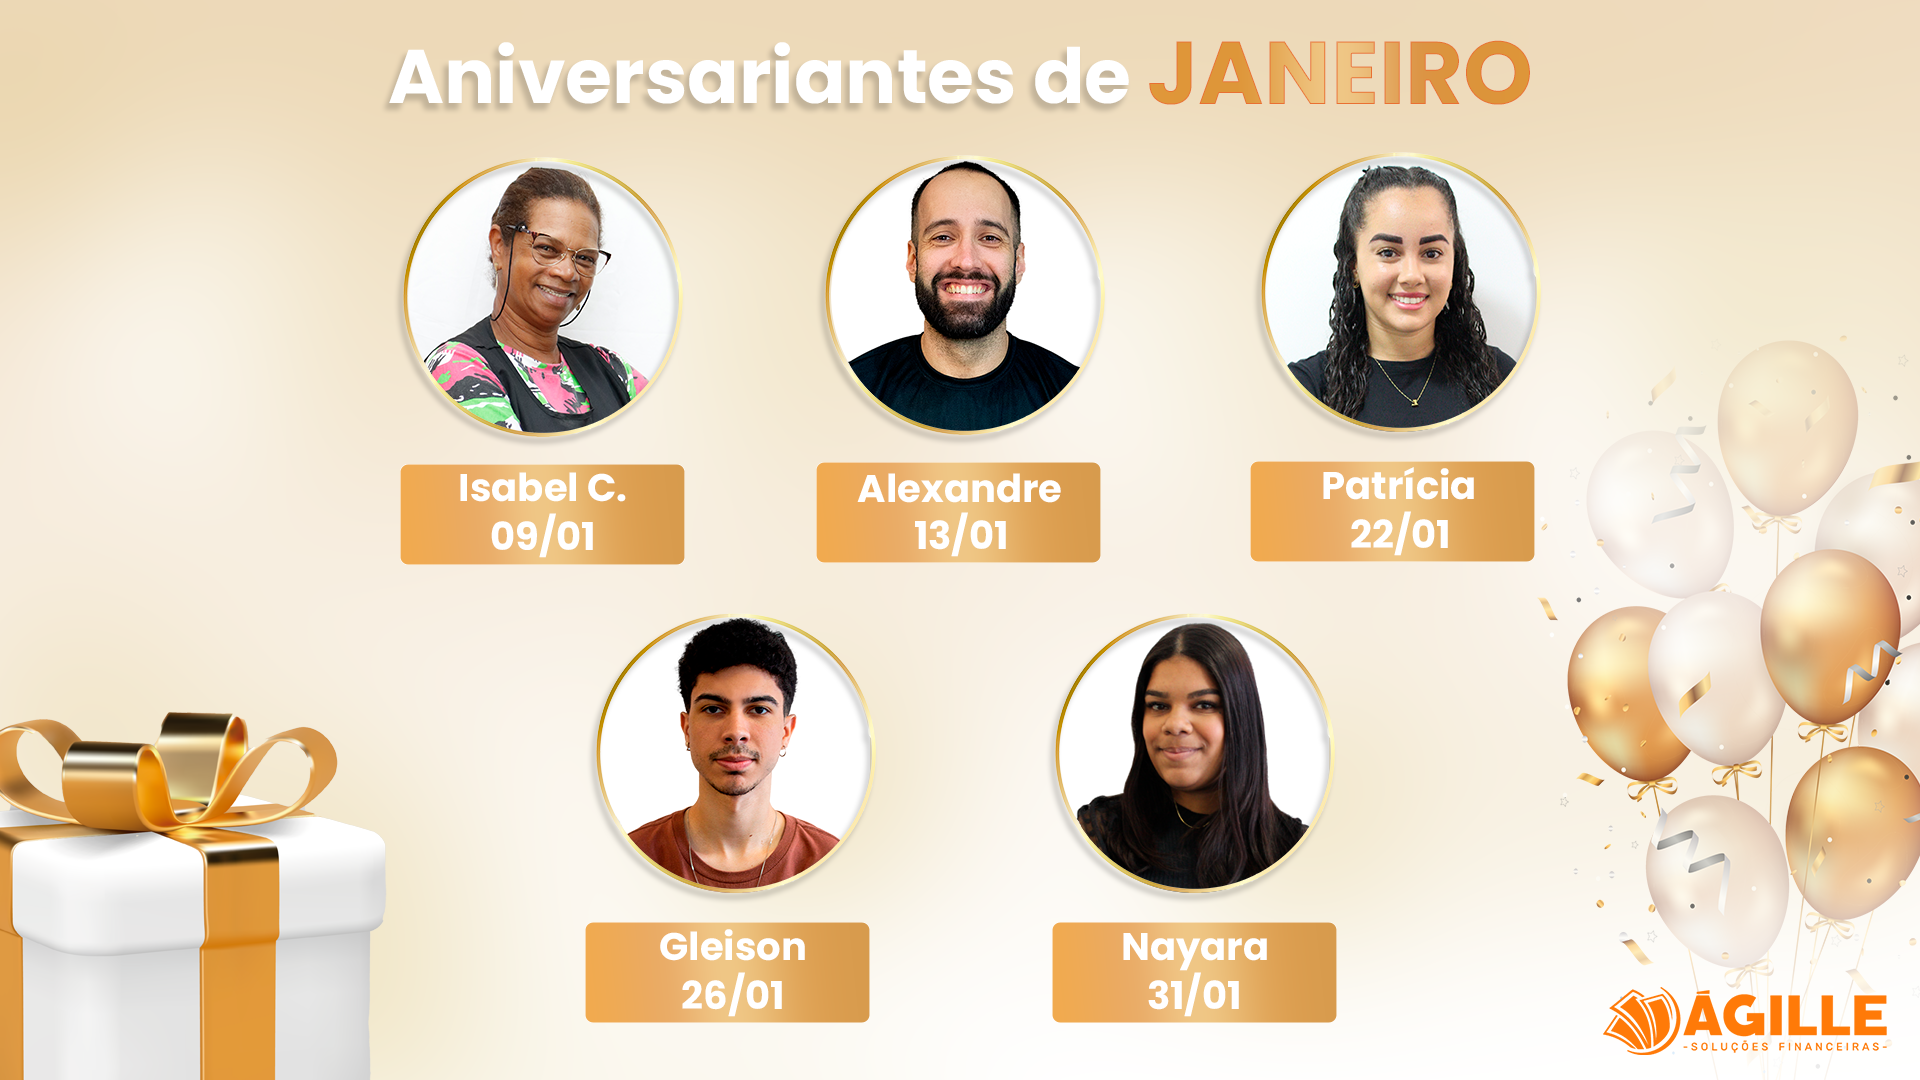 Aniversariantes de JANEIRO
Isabel C.
09/01
Alexandre
13/01
Patrícia
22/01
Gleison
26/01
Nayara
31/01
ÁGILLE
-SOLUÇÕES FINANCEIRAS-